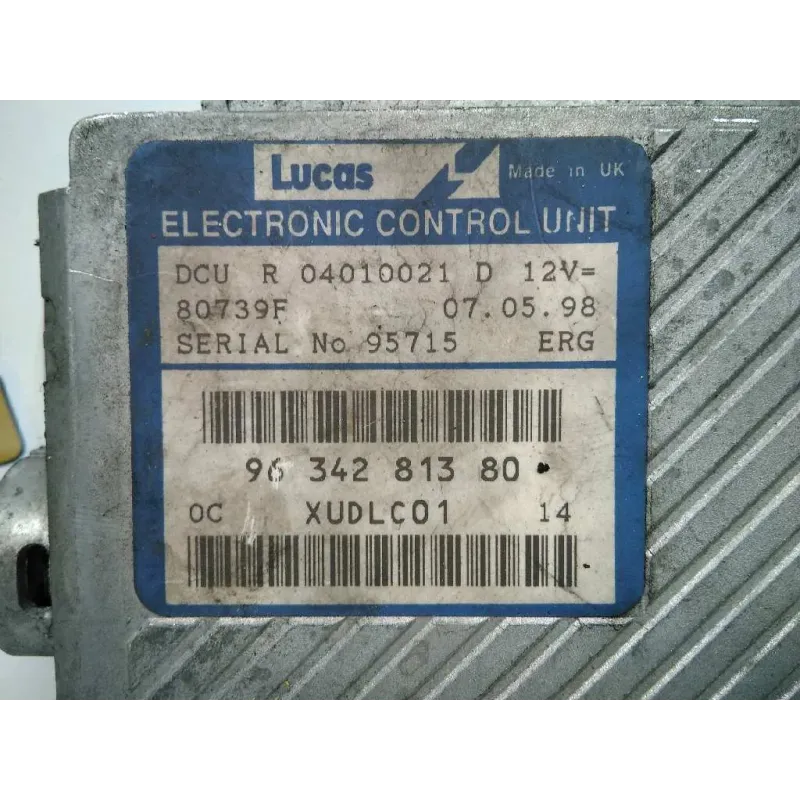 Lucas Made in UK
ELECTRONIC CONTROL UNIT
DCU R 04010021 D 12V=
80739F 07.05.98
SERIAL No 95715 ERG
96 342 813 80
OC XUDLC01 14